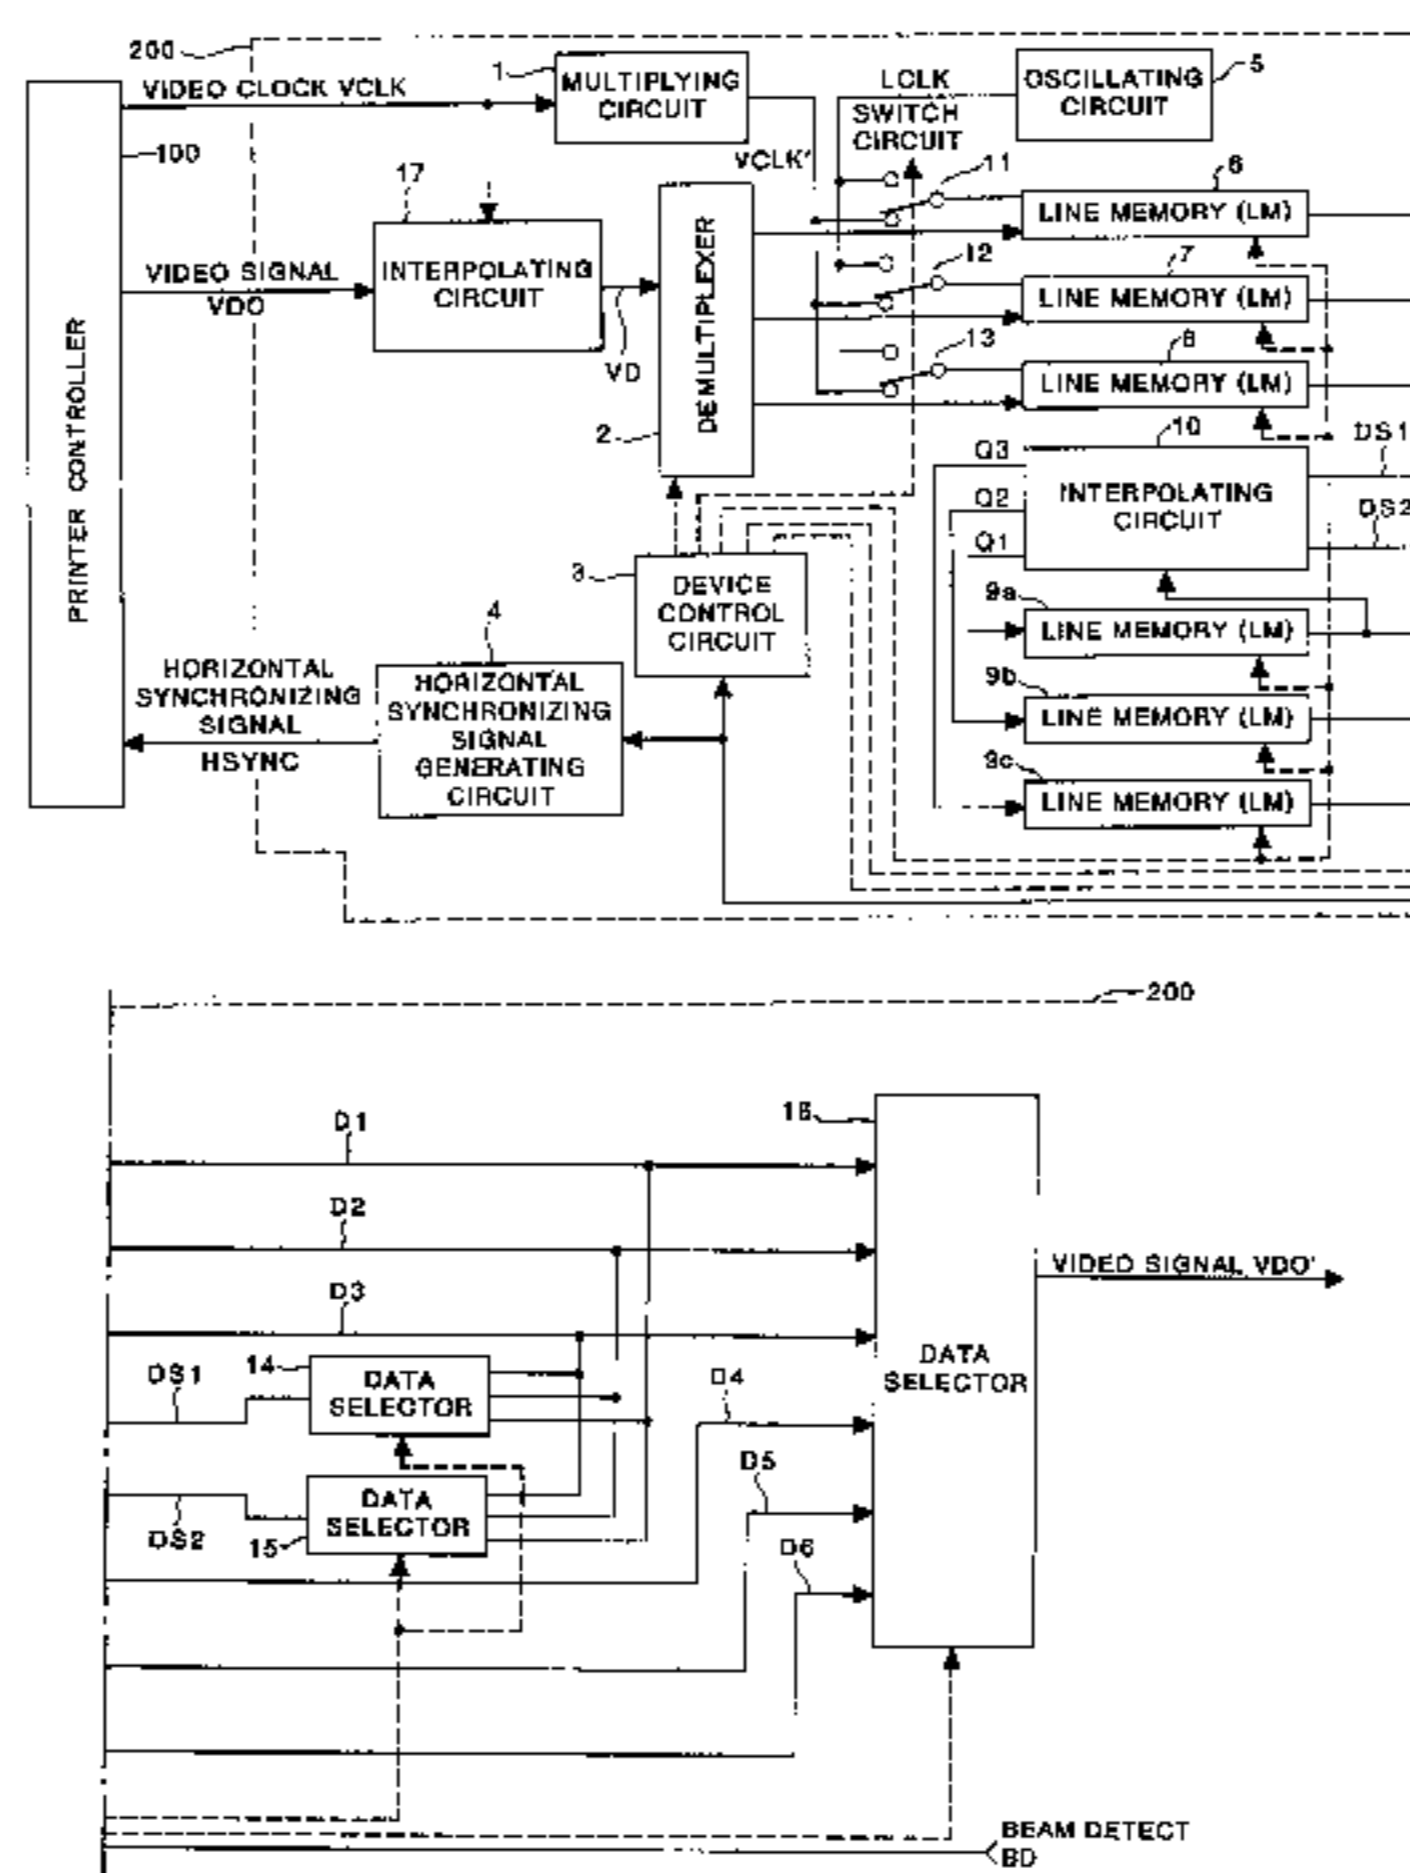 200
VIDEO CLOCK VCLK
1
MULTIPLYING
CIRCUIT
LCLK
SWITCH
CIRCUIT
OSCILLATING
CIRCUIT
5
100
VCLK'
17
11
6
LINE MEMORY (LM)
VIDEO SIGNAL
VDO
INTERPOLATING
CIRCUIT
VD
DEMULTIPLEXER
2
12
7
LINE MEMORY (LM)
13
8
LINE MEMORY (LM)
PRINTER CONTROLLER
10
DS1
Q3
Q2
Q1
INTERPOLATING
CIRCUIT
DS2
3
DEVICE
CONTROL
CIRCUIT
9a
LINE MEMORY (LM)
4
HORIZONTAL
SYNCHRONIZING
SIGNAL
HSYNC
HORIZONTAL
SYNCHRONIZING
SIGNAL
GENERATING
CIRCUIT
9b
LINE MEMORY (LM)
9c
LINE MEMORY (LM)
200
D1
16
D2
VIDEO SIGNAL VDO'
D3
DS1
14
DATA
SELECTOR
D4
DATA
SELECTOR
D5
DS2
15
DATA
SELECTOR
D6
BEAM DETECT
BD